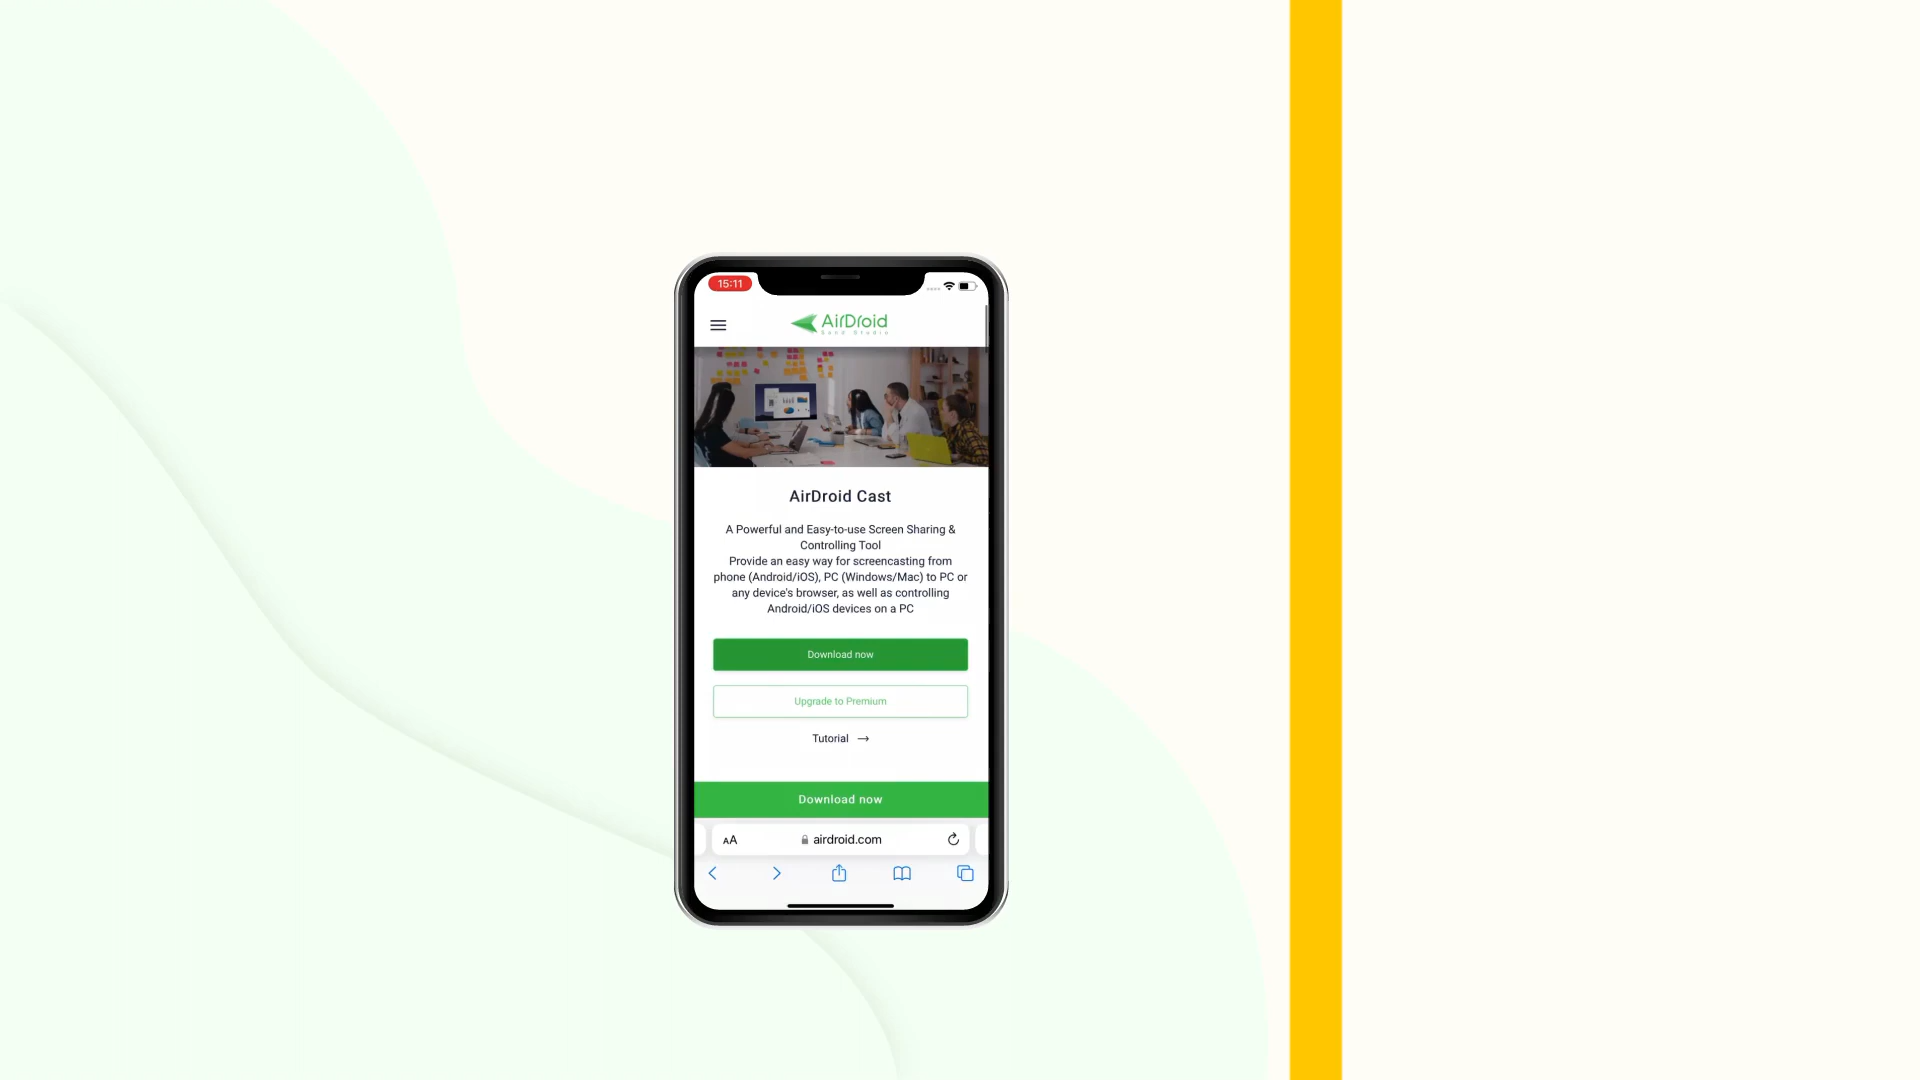 15:11
AirDroid
Sand Studio
AirDroid Cast
A Powerful and Easy-to-use Screen Sharing &
Controlling Tool
Provide an easy way for screencasting from
phone (Android/iOS), PC (Windows/Mac) to PC or
any device's browser, as well as controlling
Android/iOS devices on a PC
Download now
Upgrade to Premium
Tutorial →
Download now
AA airdroid.com